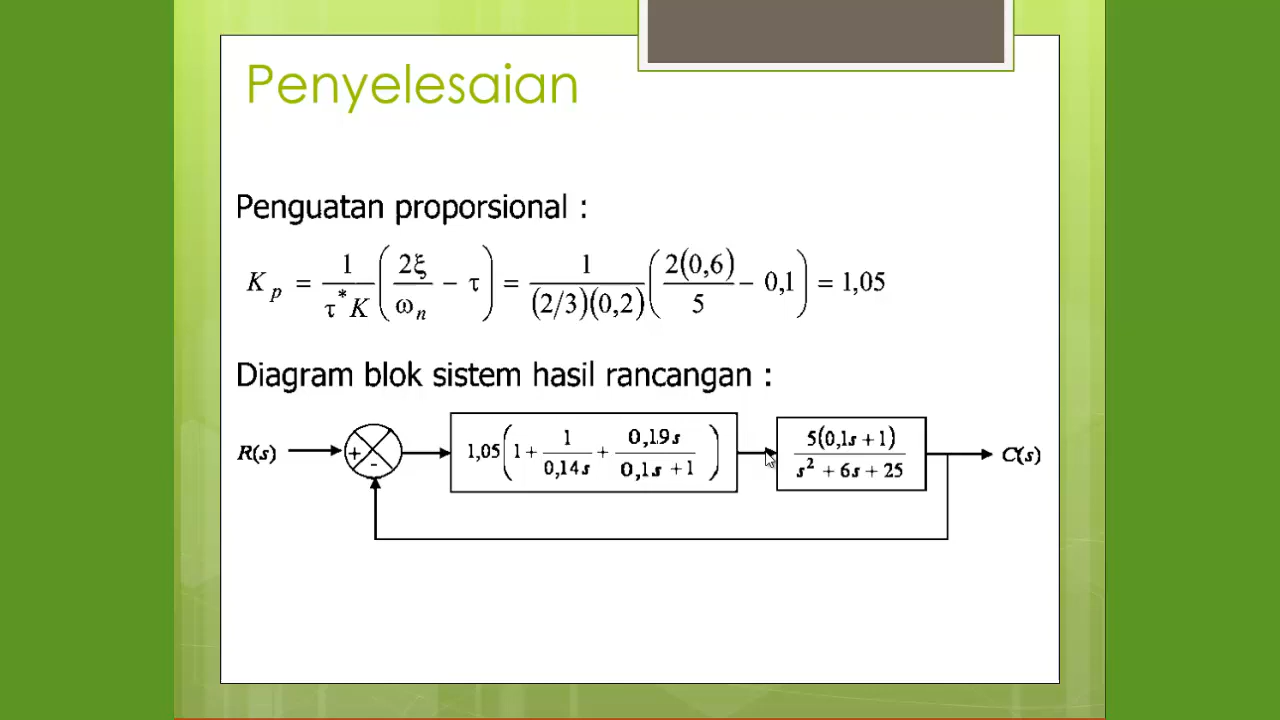 Penyelesaian
Penguatan proporsional :
K_p = 1/(τ*K) (2ξ/ω_n − τ) = 1/((2/3)(0,2)) (2(0,6)/5 − 0,1) = 1,05
Diagram blok sistem hasil rancangan :
R(s) + - 1,05(1 + 1/(0,14s) + 0,19s/(0,1s + 1)) 5(0,1s + 1)/(s² + 6s + 25) C(s)